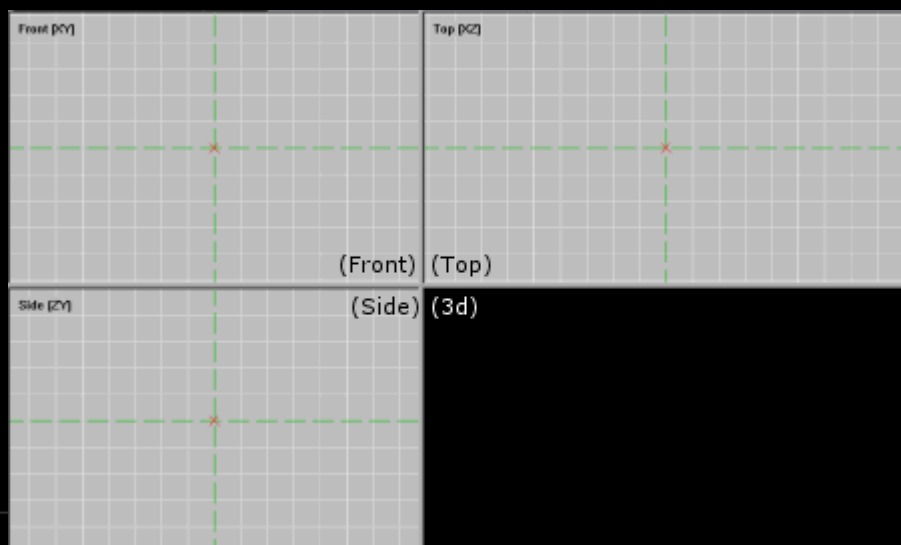 Front [XY]
Top [XZ]
(Front)
(Top)
Side [ZY]
(Side)
(3d)